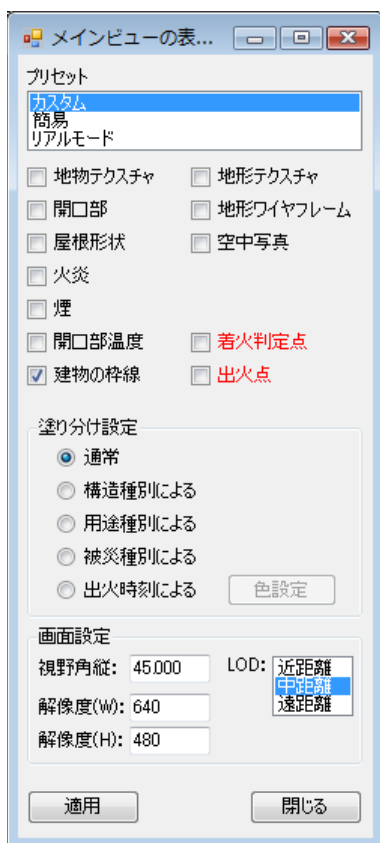 メインビューの表...
プリセット
カスタム
簡易
リアルモード
地物テクスチャ 地形テクスチャ
開口部 地形ワイヤフレーム
屋根形状 空中写真
火炎
煙
開口部温度 着火判定点
建物の枠線 出火点
塗り分け設定
通常
構造種別による
用途種別による
被災種別による
出火時刻による 色設定
画面設定
視野角縦: 45.000 LOD: 近距離
中距離
遠距離
解像度(W): 640
解像度(H): 480
適用 閉じる